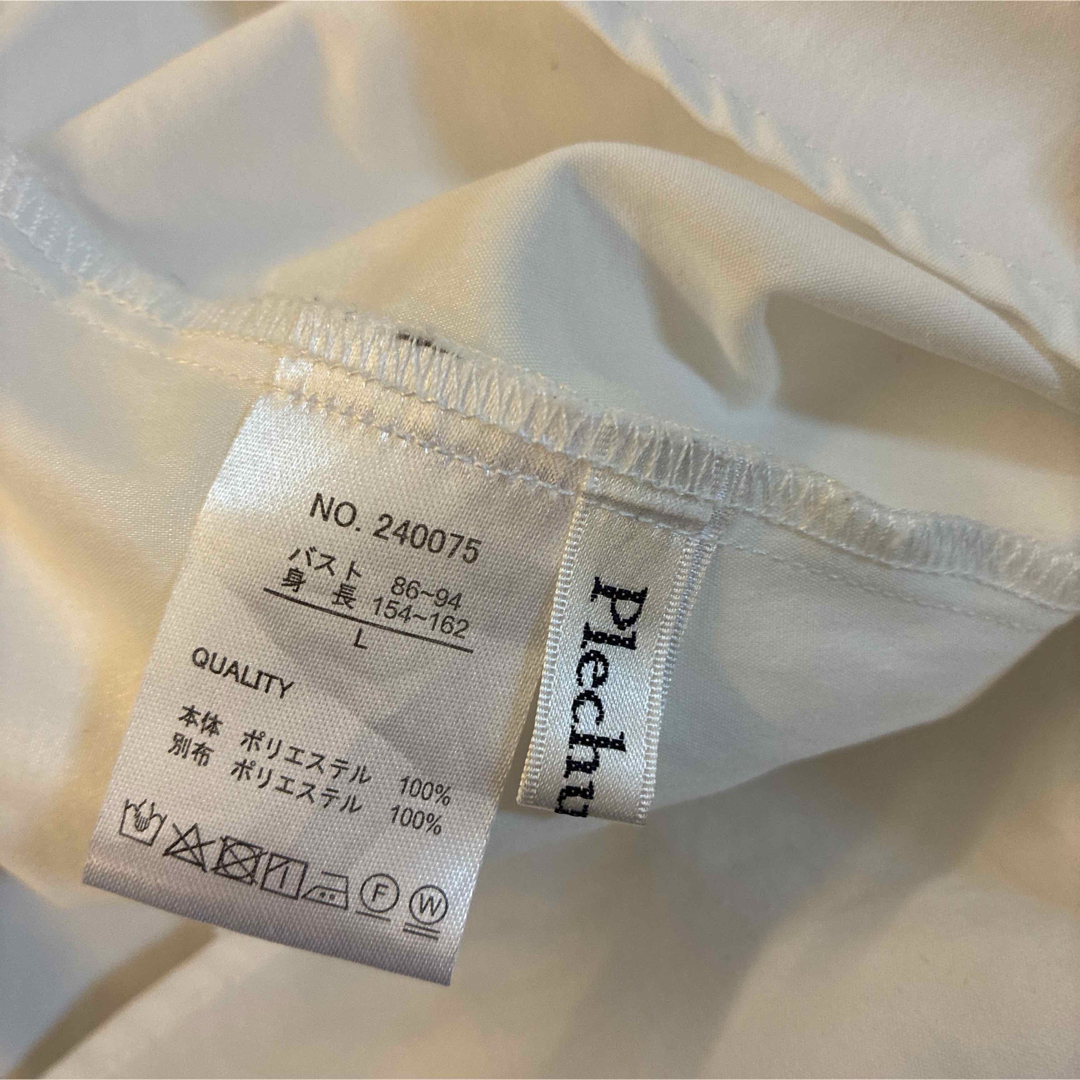 NO. 240075
バスト 86~94
身 長 154~162
L
QUALITY
本体 ポリエステル 100%
別布 ポリエステル 100%
F W
Plechu